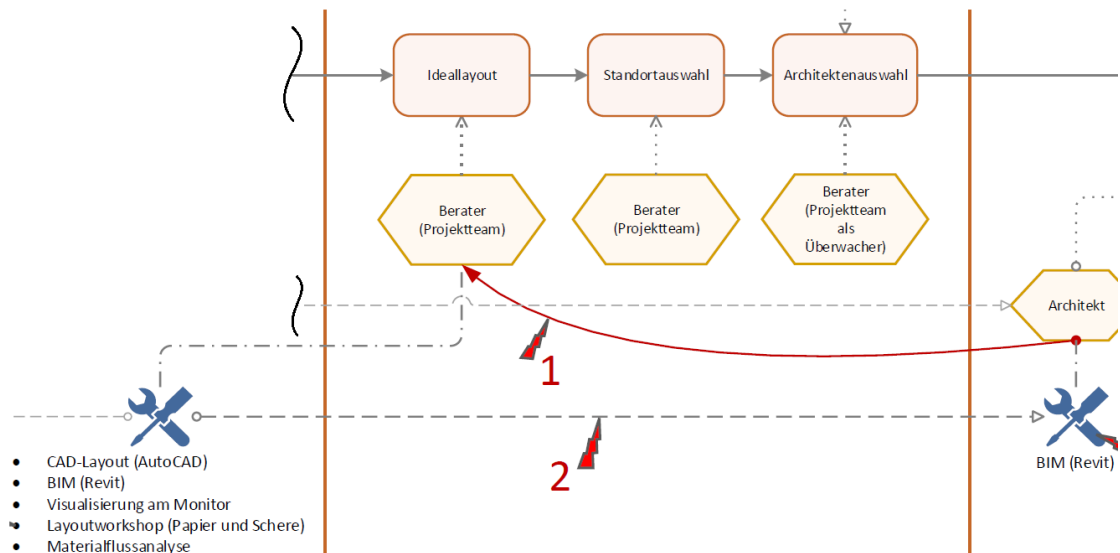 Ideallayout
Standortauswahl
Architektenauswahl
Berater
(Projektteam)
Berater
(Projektteam)
Berater
(Projektteam
als
Überwacher)
Architekt
1
2
BIM (Revit)
• CAD-Layout (AutoCAD)
• BIM (Revit)
• Visualisierung am Monitor
• Layoutworkshop (Papier und Schere)
• Materialflussanalyse